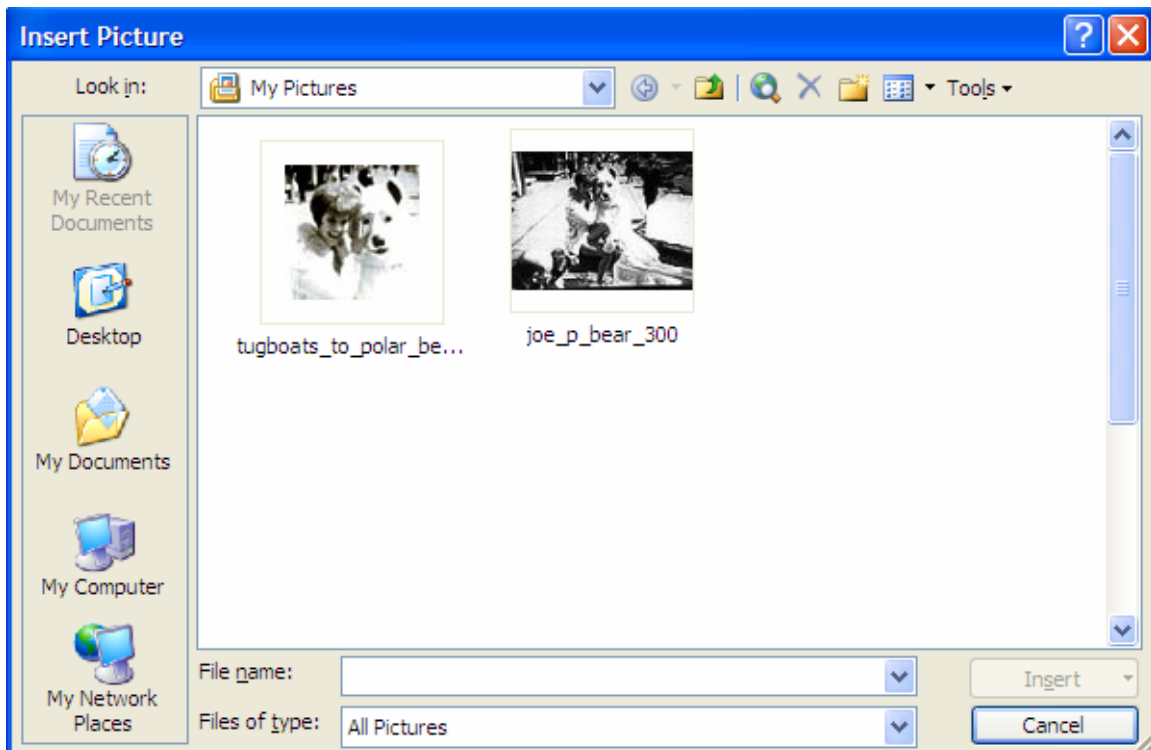 Insert Picture
Look in:
My Pictures
Tools
My Recent
Documents
Desktop
My Documents
My Computer
My Network
Places
tugboats_to_polar_be...
joe_p_bear_300
File name:
Insert
Files of type:
All Pictures
Cancel